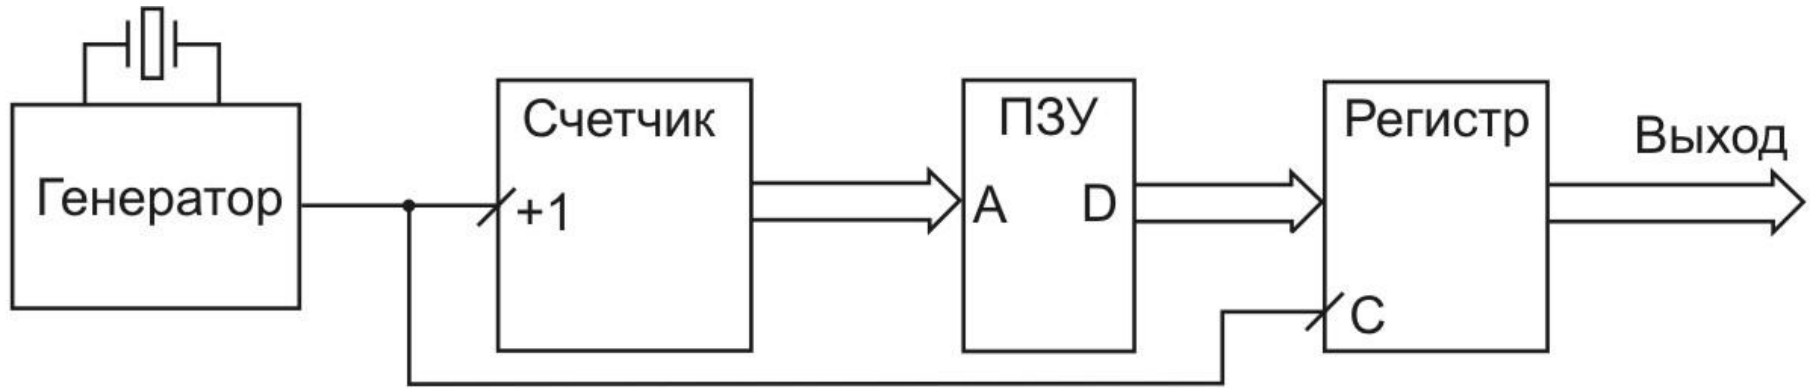 Генератор
Счетчик
+1
ПЗУ
A
D
Регистр
C
Выход